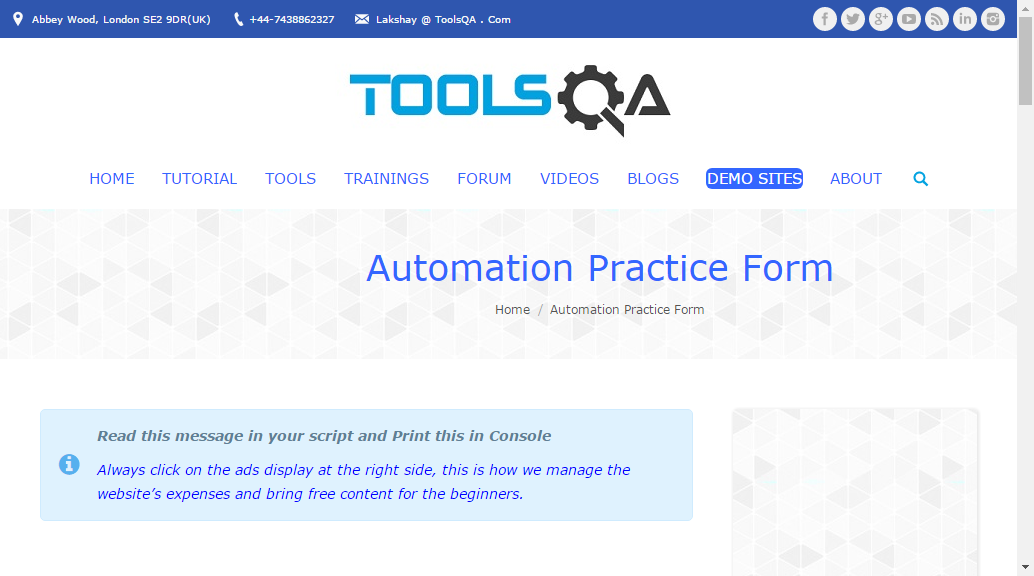 Abbey Wood, London SE2 9DR(UK) +44-7438862327 Lakshay @ ToolsQA . Com
TOOLSQA
HOME TUTORIAL TOOLS TRAININGS FORUM VIDEOS BLOGS DEMO SITES ABOUT
Automation Practice Form
Home / Automation Practice Form
Read this message in your script and Print this in Console
Always click on the ads display at the right side, this is how we manage the
website’s expenses and bring free content for the beginners.